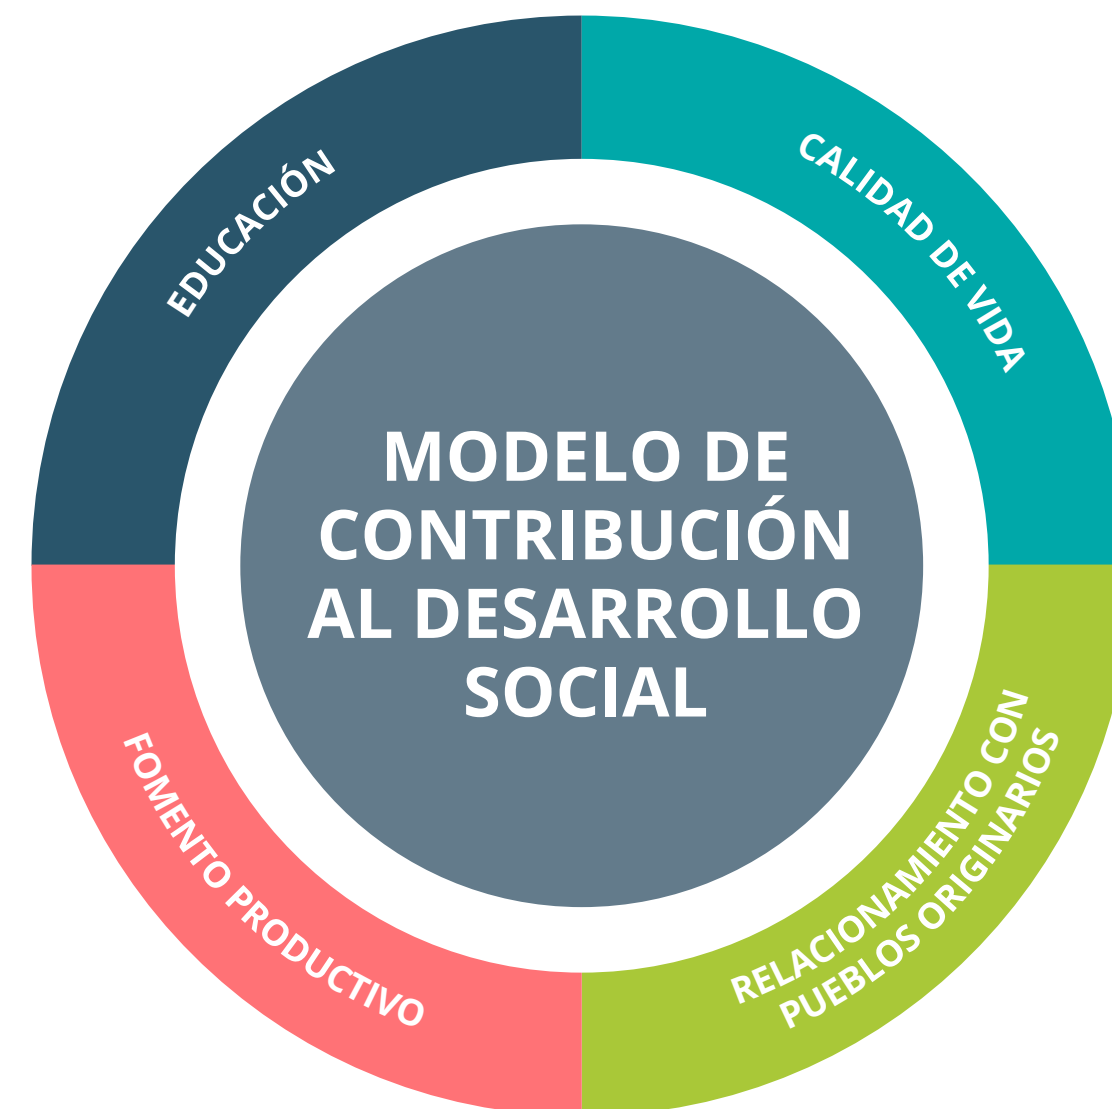 EDUCACIÓN
CALIDAD DE VIDA
MODELO DE
CONTRIBUCIÓN
AL DESARROLLO
SOCIAL
FOMENTO PRODUCTIVO
RELACIONAMIENTO CON
PUEBLOS ORIGINARIOS